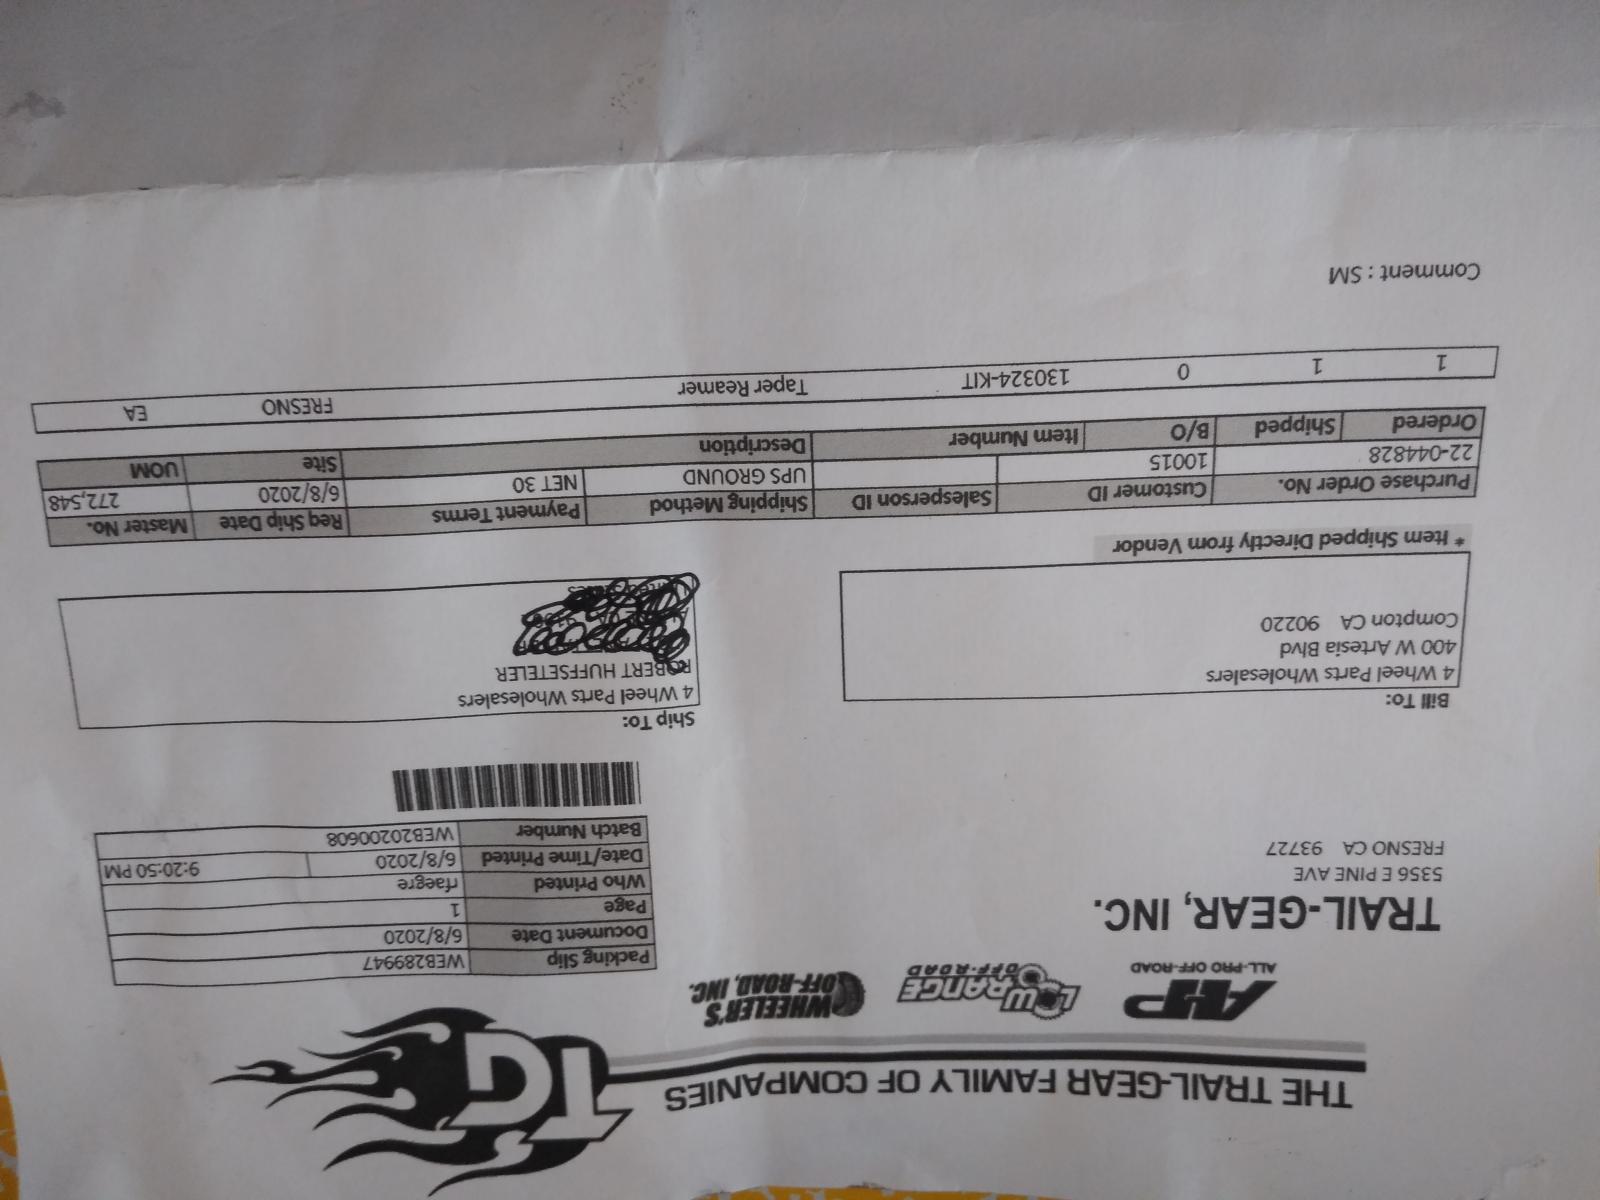 THE TRAIL-GEAR FAMILY OF COMPANIES
TG
AP
ALL-PRO OFF-ROAD
LOW RANGE
OFF-ROAD
WHEELER'S
OFF-ROAD, INC.
TRAIL-GEAR, INC.
5356 E PINE AVE
FRESNO CA 93727
Packing Slip WEB289947
Document Date 6/8/2020
Page 1
Who Printed rfaegre
Date/Time Printed 6/8/2020 9:20:50 PM
Batch Number WEB20200608
Bill To:
4 Wheel Parts Wholesalers
400 W Artesia Blvd
Compton CA 90220
Ship To:
4 Wheel Parts Wholesalers
ROBERT HUFFSETELER
* Item Shipped Directly from Vendor
Purchase Order No. Customer ID Salesperson ID Shipping Method Payment Terms Req Ship Date Master No.
22-044828 10015 UPS GROUND NET 30 6/8/2020 272,548
Ordered Shipped B/O Item Number Description Site UOM
1 1 0 130324-KIT Taper Reamer FRESNO EA
Comment : SM